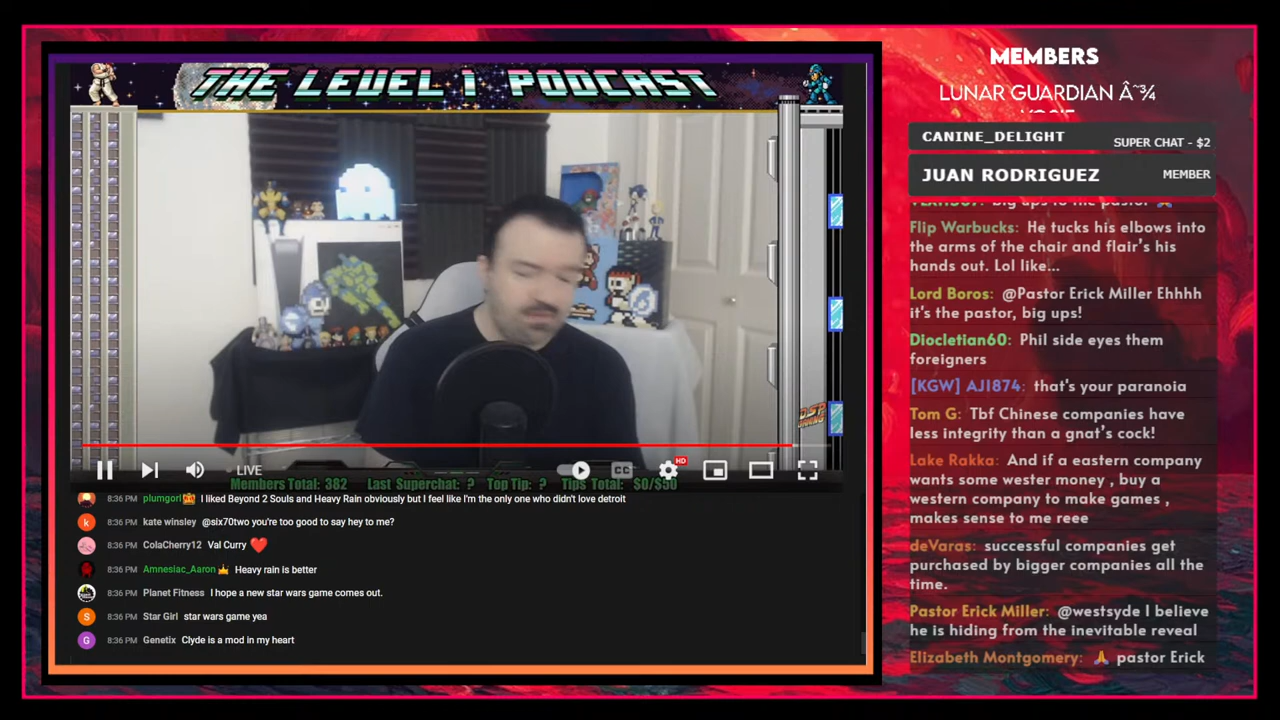 THE LEVEL 1 PODCAST
LIVE
CC
HD
Members Total: 382 Last Superchat: ? Top Tip: ? Tips Total: $0/$50
8:36 PM plumgorl I liked Beyond 2 Souls and Heavy Rain obviously but I feel like I'm the only one who didn't love detroit
8:36 PM kate winsley @six70two you're too good to say hey to me?
8:36 PM ColaCherry12 Val Curry ❤️
8:36 PM Amnesiac_Aaron Heavy rain is better
8:36 PM Planet Fitness I hope a new star wars game comes out.
8:36 PM Star Girl star wars game yea
8:36 PM Genetix Clyde is a mod in my heart
MEMBERS
LUNAR GUARDIAN Â˜¾
CANINE_DELIGHT
SUPER CHAT - $2
JUAN RODRIGUEZ
MEMBER
Big ups to the pastor 🙏
Flip Warbucks: He tucks his elbows into
the arms of the chair and flair's his
hands out. Lol like...
Lord Boros: @Pastor Erick Miller Ehhhh
it's the pastor, big ups!
Diocletian60: Phil side eyes them
foreigners
[KGW] AJ1874: that's your paranoia
Tom G: Tbf Chinese companies have
less integrity than a gnat's cock!
Lake Rakka: And if a eastern company
wants some wester money , buy a
western company to make games ,
makes sense to me reee
deVaras: successful companies get
purchased by bigger companies all the
time.
Pastor Erick Miller: @westsyde I believe
he is hiding from the inevitable reveal
Elizabeth Montgomery: 🙏 pastor Erick